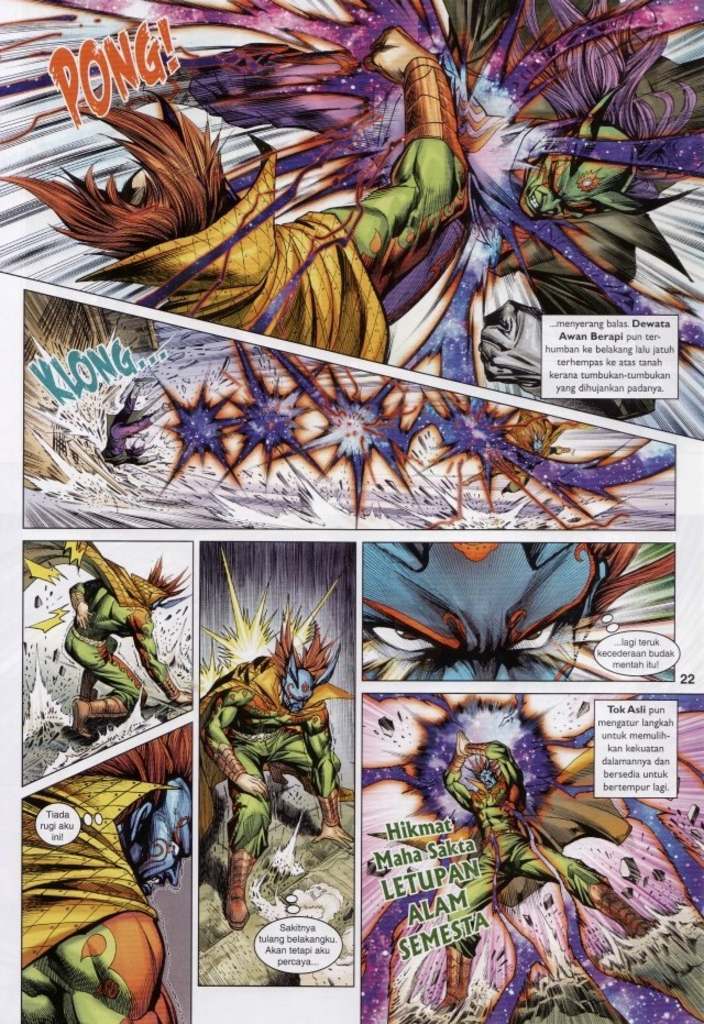 PONG!
...menyerang balas. Dewata
Awan Berapi pun ter-
humban ke belakang lalu jatuh
terhempas ke atas tanah
kerana tumbukan-tumbukan
yang dihujankan padanya.
KLONG...
Tiada
rugi aku
ini!
Sakitnya
tulang belakangku.
Akan tetapi aku
percaya...
...lagi teruk
kecederaan budak
mentah itu!
22
Tok Asli pun
mengatur langkah
untuk memulih-
kan kekuatan
dalamannya dan
bersedia untuk
bertempur lagi.
Hikmat
Maha Sakta
LETUPAN
ALAM
SEMESTA